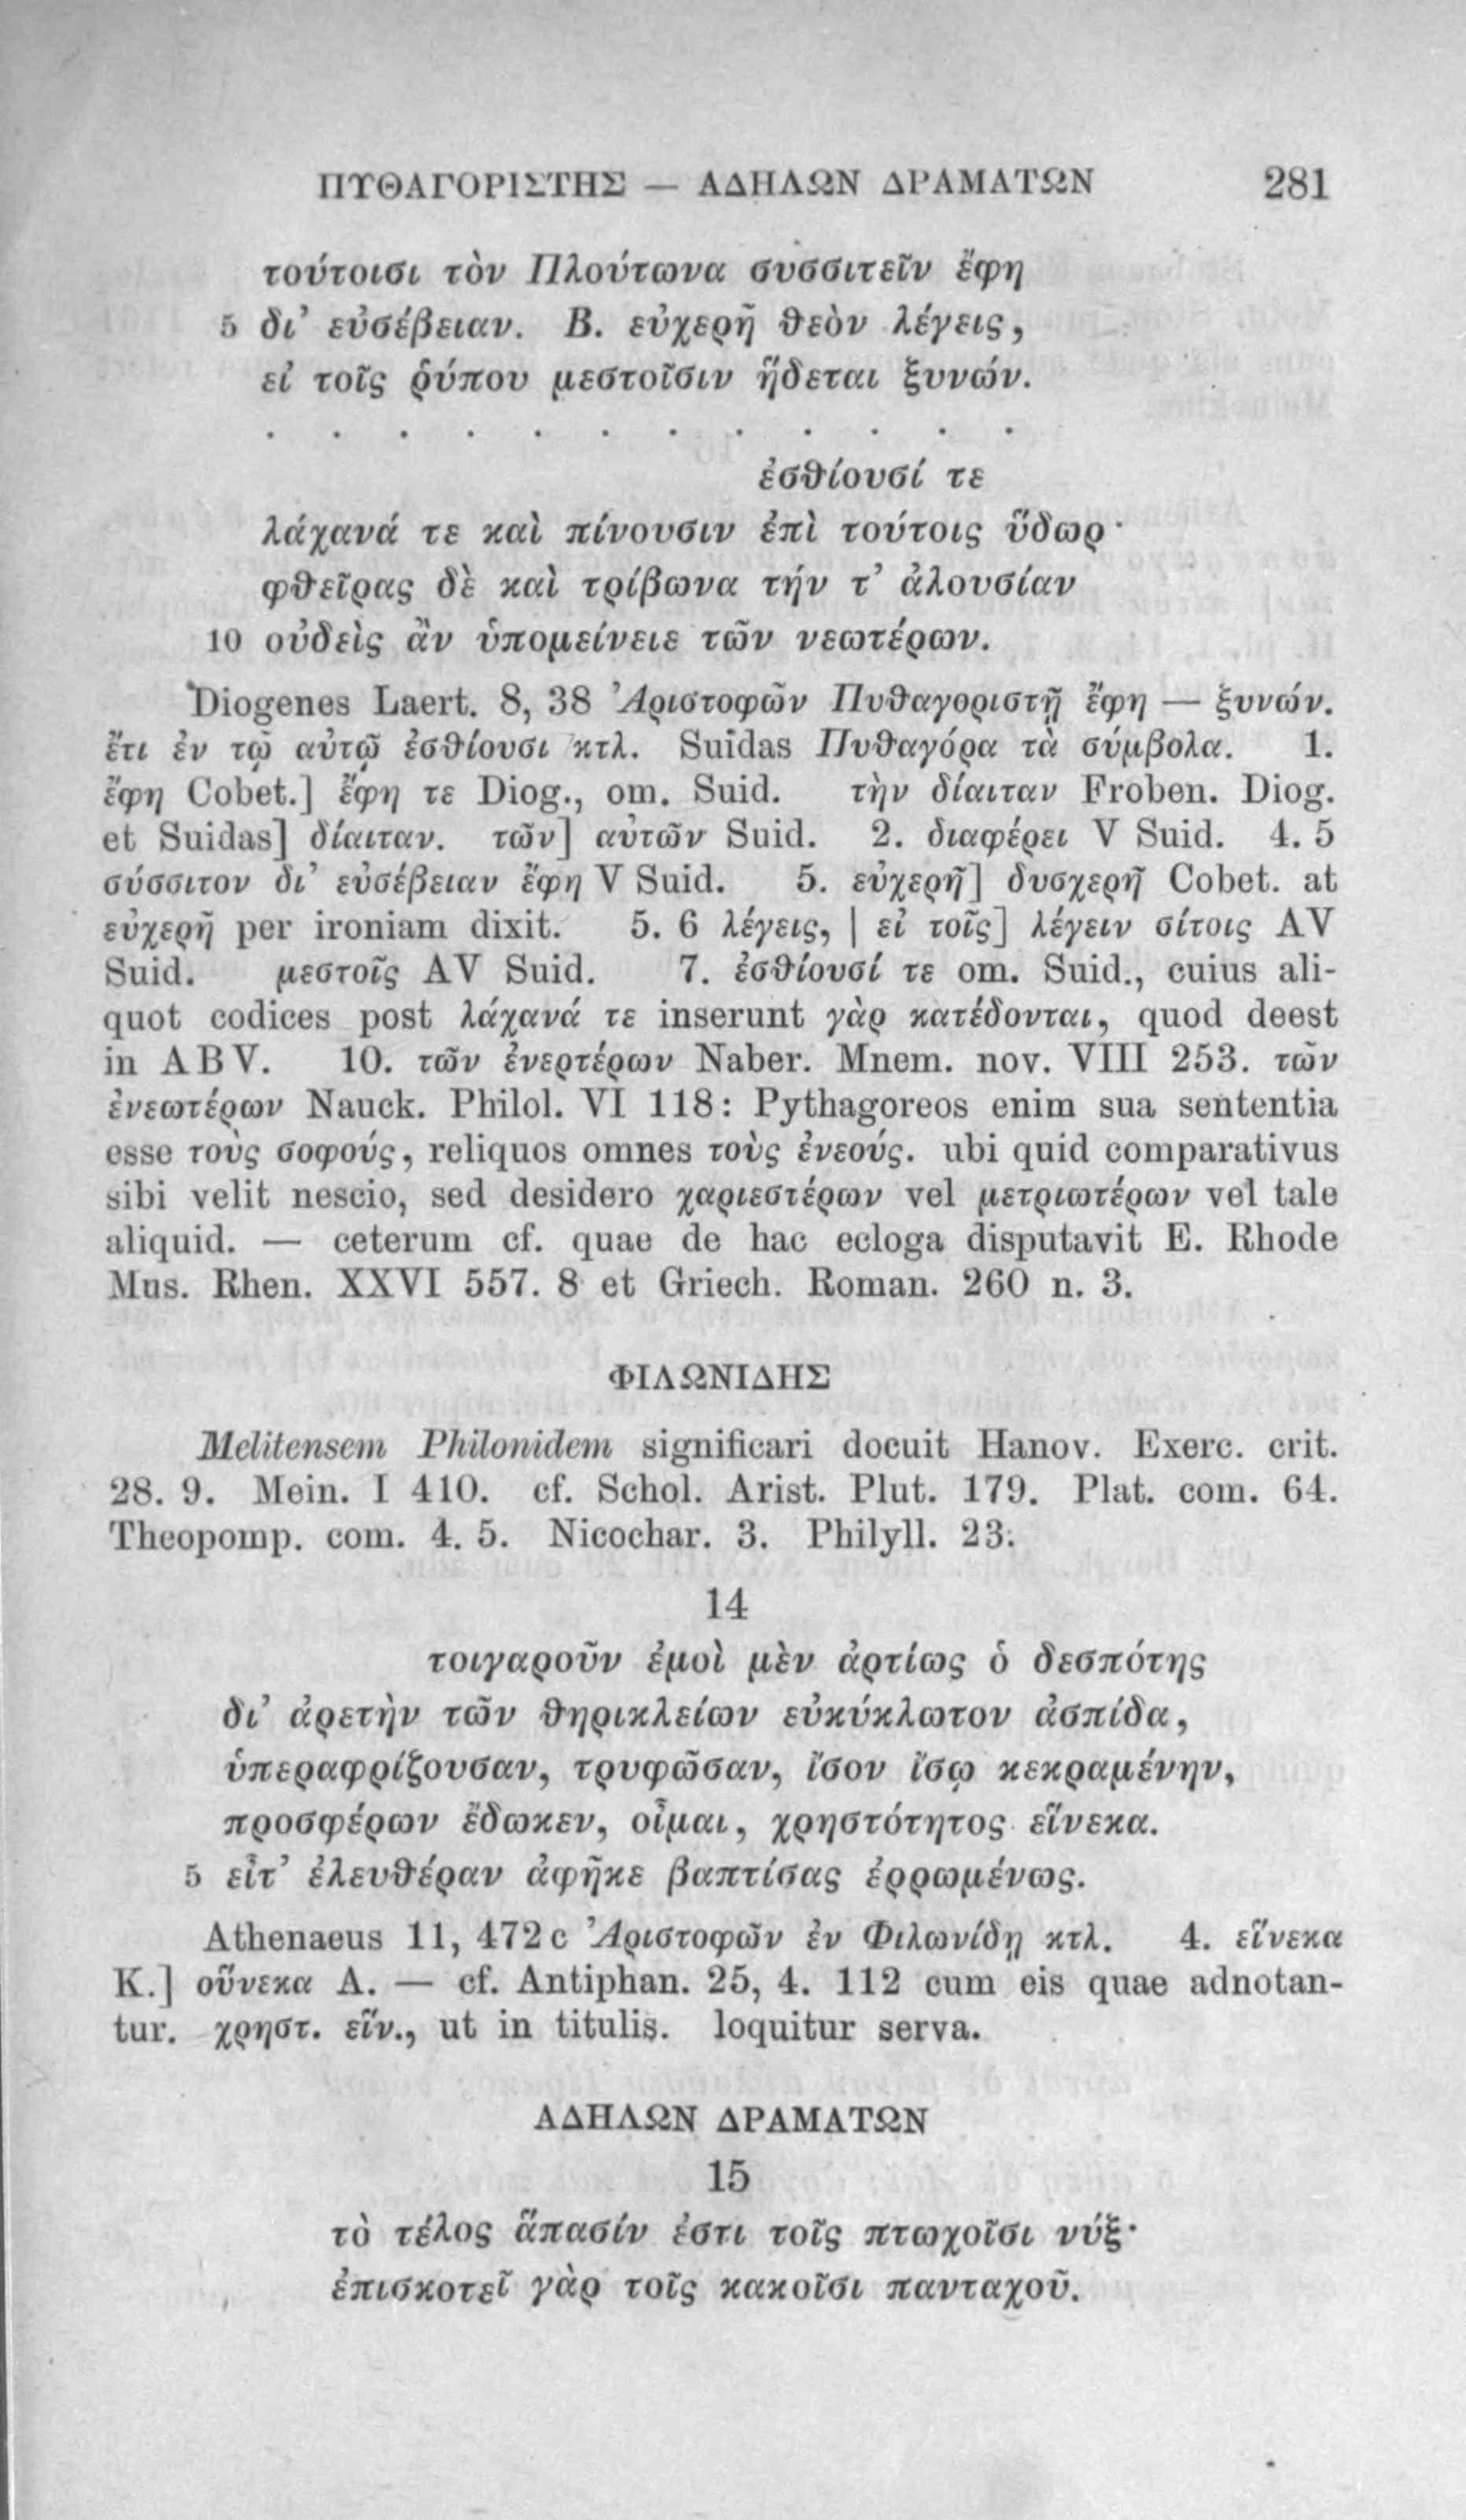 ΠΥΘΑΓΟΡΙΣΤΗΣ — ΑΔΗΛΩΝ ΔΡΑΜΑΤΩΝ 281
τούτοισι τὸν Πλούτωνα συσσιτεῖν ἔφη
5 δι’ εὐσέβειαν. Β. εὐχερῆ θεὸν λέγεις,
εἰ τοῖς ῥύπου μεστοῖσιν ἥδεται ξυνών.
. . . . . . . . . . . .
ἐσθίουσί τε
λάχανά τε καὶ πίνουσιν ἐπὶ τούτοις ὕδωρ·
φθεῖρας δὲ καὶ τρίβωνα τήν τ’ ἀλουσίαν
10 οὐδεὶς ἂν ὑπομείνειε τῶν νεωτέρων.
Diogenes Laert. 8, 38 Ἀριστοφῶν Πυθαγοριστῇ ἔφη — ξυνών.
ἔτι ἐν τῷ αὐτῷ ἐσθίουσι κτλ. Suidas Πυθαγόρα τὰ σύμβολα. 1.
ἔφη Cobet.] ἔφη τε Diog., om. Suid. τὴν δίαιταν Froben. Diog.
et Suidas] δίαιταν. τῶν] αὐτῶν Suid. 2. διαφέρει V Suid. 4. 5
σύσσιτον δι’ εὐσέβειαν ἔφη V Suid. 5. εὐχερῆ] δυσχερῆ Cobet. at
εὐχερῆ per ironiam dixit. 5. 6 λέγεις, | εἰ τοῖς] λέγειν σίτοις AV
Suid. μεστοῖς AV Suid. 7. ἐσθίουσί τε om. Suid., cuius ali-
quot codices post λάχανά τε inserunt γὰρ κατέδονται, quod deest
in ABV. 10. τῶν ἐνερτέρων Naber. Mnem. nov. VIII 253. τῶν
ἐνεωτέρων Nauck. Philol. VI 118: Pythagoreos enim sua sententia
esse τοὺς σοφούς, reliquos omnes τοὺς ἐνεούς. ubi quid comparativus
sibi velit nescio, sed desidero χαριεστέρων vel μετριωτέρων vel tale
aliquid. — ceterum cf. quae de hac ecloga disputavit E. Rhode
Mus. Rhen. XXVI 557. 8 et Griech. Roman. 260 n. 3.
ΦΙΛΩΝΙΔΗΣ
Melitensem Philonidem significari docuit Hanov. Exerc. crit.
28. 9. Mein. I 410. cf. Schol. Arist. Plut. 179. Plat. com. 64.
Theopomp. com. 4. 5. Nicochar. 3. Philyll. 23.
14
τοιγαροῦν ἐμοὶ μὲν ἀρτίως ὁ δεσπότης
δι’ ἀρετὴν τῶν θηρικλείων εὐκύκλωτον ἀσπίδα,
ὑπεραφρίζουσαν, τρυφῶσαν, ἴσον ἴσῳ κεκραμένην,
προσφέρων ἔδωκεν, οἶμαι, χρηστότητος εἵνεκα.
5 εἶτ’ ἐλευθέραν ἀφῆκε βαπτίσας ἐρρωμένως.
Athenaeus 11, 472 c Ἀριστοφῶν ἐν Φιλωνίδῃ κτλ. 4. εἵνεκα
K.] οὕνεκα A. — cf. Antiphan. 25, 4. 112 cum eis quae adnotan-
tur. χρηστ. εἵν., ut in titulis. loquitur serva.
ΑΔΗΛΩΝ ΔΡΑΜΑΤΩΝ
15
τὸ τέλος ἅπασίν ἐστι τοῖς πτωχοῖσι νύξ·
ἐπισκοτεῖ γὰρ τοῖς κακοῖσι πανταχοῦ.